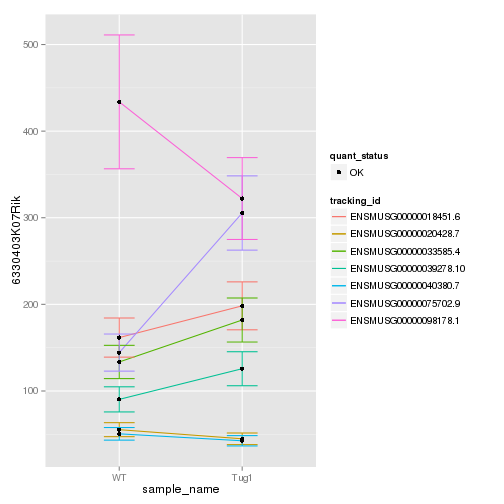 500
400
300
200
100
6330403K07Rik
WT
Tug1
sample_name
quant_status
OK
tracking_id
ENSMUSG00000018451.6
ENSMUSG00000020428.7
ENSMUSG00000033585.4
ENSMUSG00000039278.10
ENSMUSG00000040380.7
ENSMUSG00000075702.9
ENSMUSG00000098178.1